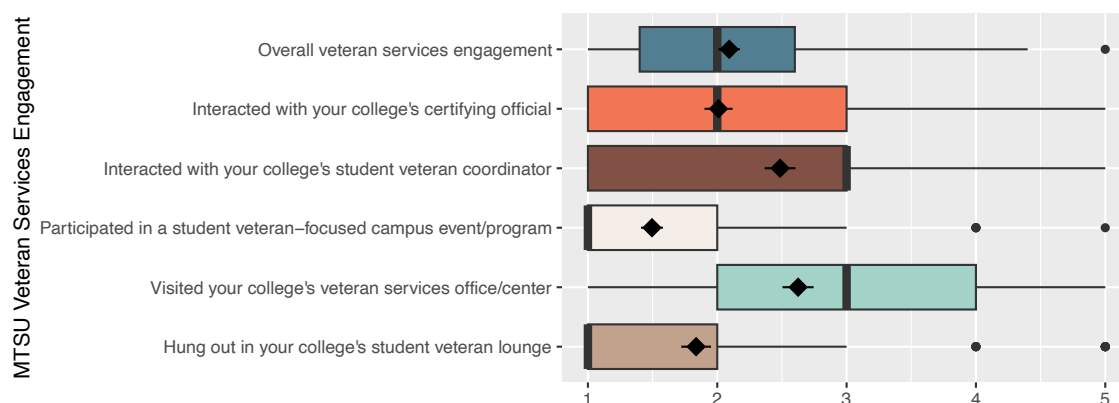 MTSU Veteran Services Engagement
Overall veteran services engagement
Interacted with your college's certifying official
Interacted with your college's student veteran coordinator
Participated in a student veteran−focused campus event/program
Visited your college's veteran services office/center
Hung out in your college's student veteran lounge
1 2 3 4 5